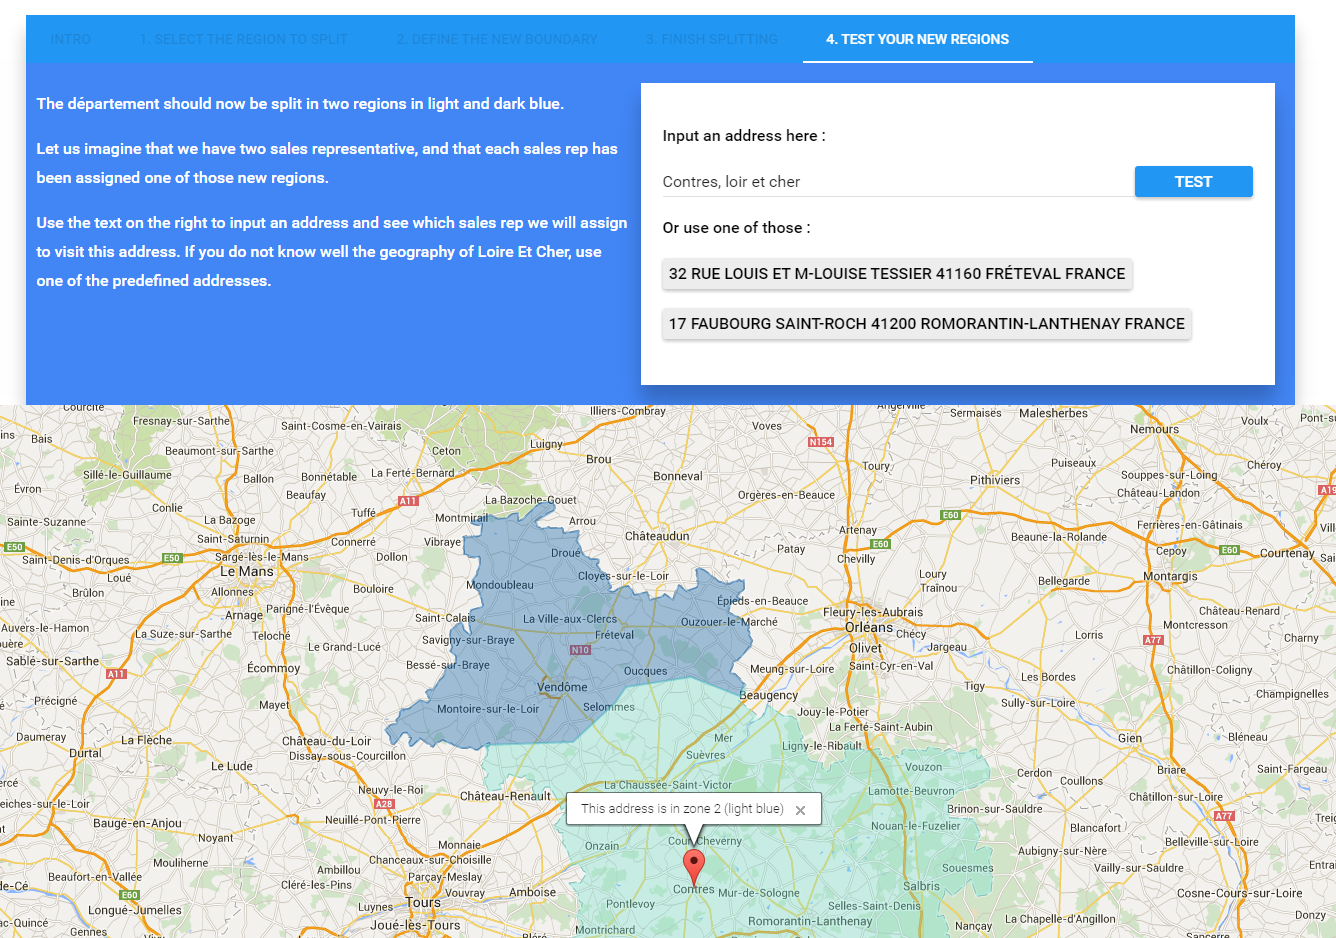 INTRO
1. SELECT THE REGION TO SPLIT
2. DEFINE THE NEW BOUNDARY
3. FINISH SPLITTING
4. TEST YOUR NEW REGIONS
The département should now be split in two regions in light and dark blue.
Let us imagine that we have two sales representative, and that each sales rep has
been assigned one of those new regions.
Use the text on the right to input an address and see which sales rep we will assign
to visit this address. If you do not know well the geography of Loire Et Cher, use
one of the predefined addresses.
Input an address here :
Contres, loir et cher
TEST
Or use one of those :
32 RUE LOUIS ET M-LOUISE TESSIER 41160 FRÉTEVAL FRANCE
17 FAUBOURG SAINT-ROCH 41200 ROMORANTIN-LANTHENAY FRANCE
Courcité
Fresnay-sur-Sarthe
Saint-Cosme-en-Vairais
Illiers-Combray
Voves
Angerville
Sermaises
Malesherbes
Nemours
Voulx
Pont-s
ins
Bais
Beaumont-sur-Sarthe
Ceton
Luigny
Brou
N154
Sillé-le-Guillaume
Ballon
Bonnétable
La Ferté-Bernard
Bonneval
Toury
Puiseaux
Souppes-sur-Loing
Chéroy
Évron
Beaufay
A11
La Bazoche-Gouet
Orgères-en-Beauce
Pithiviers
Château-Landon
A19
Conlie
Tuffé
Montmirail
Arrou
Artenay
E60
Ferrières-en-Gâtinais
Sainte-Suzanne
La Bazoge
Saint-Saturnin
Connerré
Vibraye
Droué
Châteaudun
Patay
E60
Beaune-la-Rolande
Cepoy
E60
Courtenay
Vill
E50
Saint-Denis-d'Orques
E50
Sargé-lès-le-Mans
Dollon
Chevilly
Sai
Loué
Le Mans
Mondoubleau
Cloyes-sur-le-Loir
Loury
Bellegarde
Montargis
Brûlon
Allonnes
Bouloire
Trainou
ne
Arnage
Parigné-l'Évêque
Saint-Calais
La Ville-aux-Clercs
Épieds-en-Beauce
Fleury-les-Aubrais
Château-Renard
Auvers-le-Hamon
La Suze-sur-Sarthe
Teloché
Savigny-sur-Braye
Fréteval
Ouzouer-le-Marché
Orléans
Chécy
Lorris
A77
Montcresson
Charny
ouère
Le Grand-Lucé
N10
Olivet
Jargeau
Sablé-sur-Sarthe
A11
Écommoy
Bessé-sur-Braye
Oucques
Meung-sur-Loire
Saint-Cyr-en-Val
Les Bordes
Châtillon-Coligny
Précigné
Mayet
Vendôme
Beaugency
Tigy
Sully-sur-Loire
Champignelles
Montoire-sur-le-Loir
Selommes
Jouy-le-Potier
Daumeray
La Flèche
Château-du-Loir
Mer
La Ferté-Saint-Aubin
Gien
Bléneau
Durtal
Dissay-sous-Courcillon
Suèvres
Ligny-le-Ribault
Le Lude
Vouzon
Cerdon
Briare
Saint-Fargeau
rcé
Neuvy-le-Roi
Château-Renault
La Chaussée-Saint-Victor
Lamotte-Beuvron
Coullons
eiches-sur-le-Loir
A28
This address is in zone 2 (light blue)
Brinon-sur-Sauldre
Châtillon-sur-Loire
Baugé-en-Anjou
Neuillé-Pont-Pierre
Nouan-le-Fuzelier
Blancafort
A77
Treig
Noyant
Monnaie
Onzain
Cour-Cheverny
Aubigny-sur-Nère
Belleville-sur-Loire
Mouliherne
Chanceaux-sur-Choisille
Souesmes
Étais-la
Ambillou
Parçay-Meslay
Contres
Mur-de-Sologne
Salbris
Vailly-sur-Sauldre
de-Cé
Beaufort-en-Vallée
Cléré-les-Pins
Vouvray
Amboise
Cosne-Cours-sur-Loire
E60
Luynes
Tours
Pontlevoy
Selles-Saint-Denis
Longué-Jumelles
Montrichard
Romorantin-Lanthenay
La Chapelle-d'Angillon
Donzy
c-Quincé
Joué-lès-Tours
Gennes
Bléré
Nançay
Sancerre